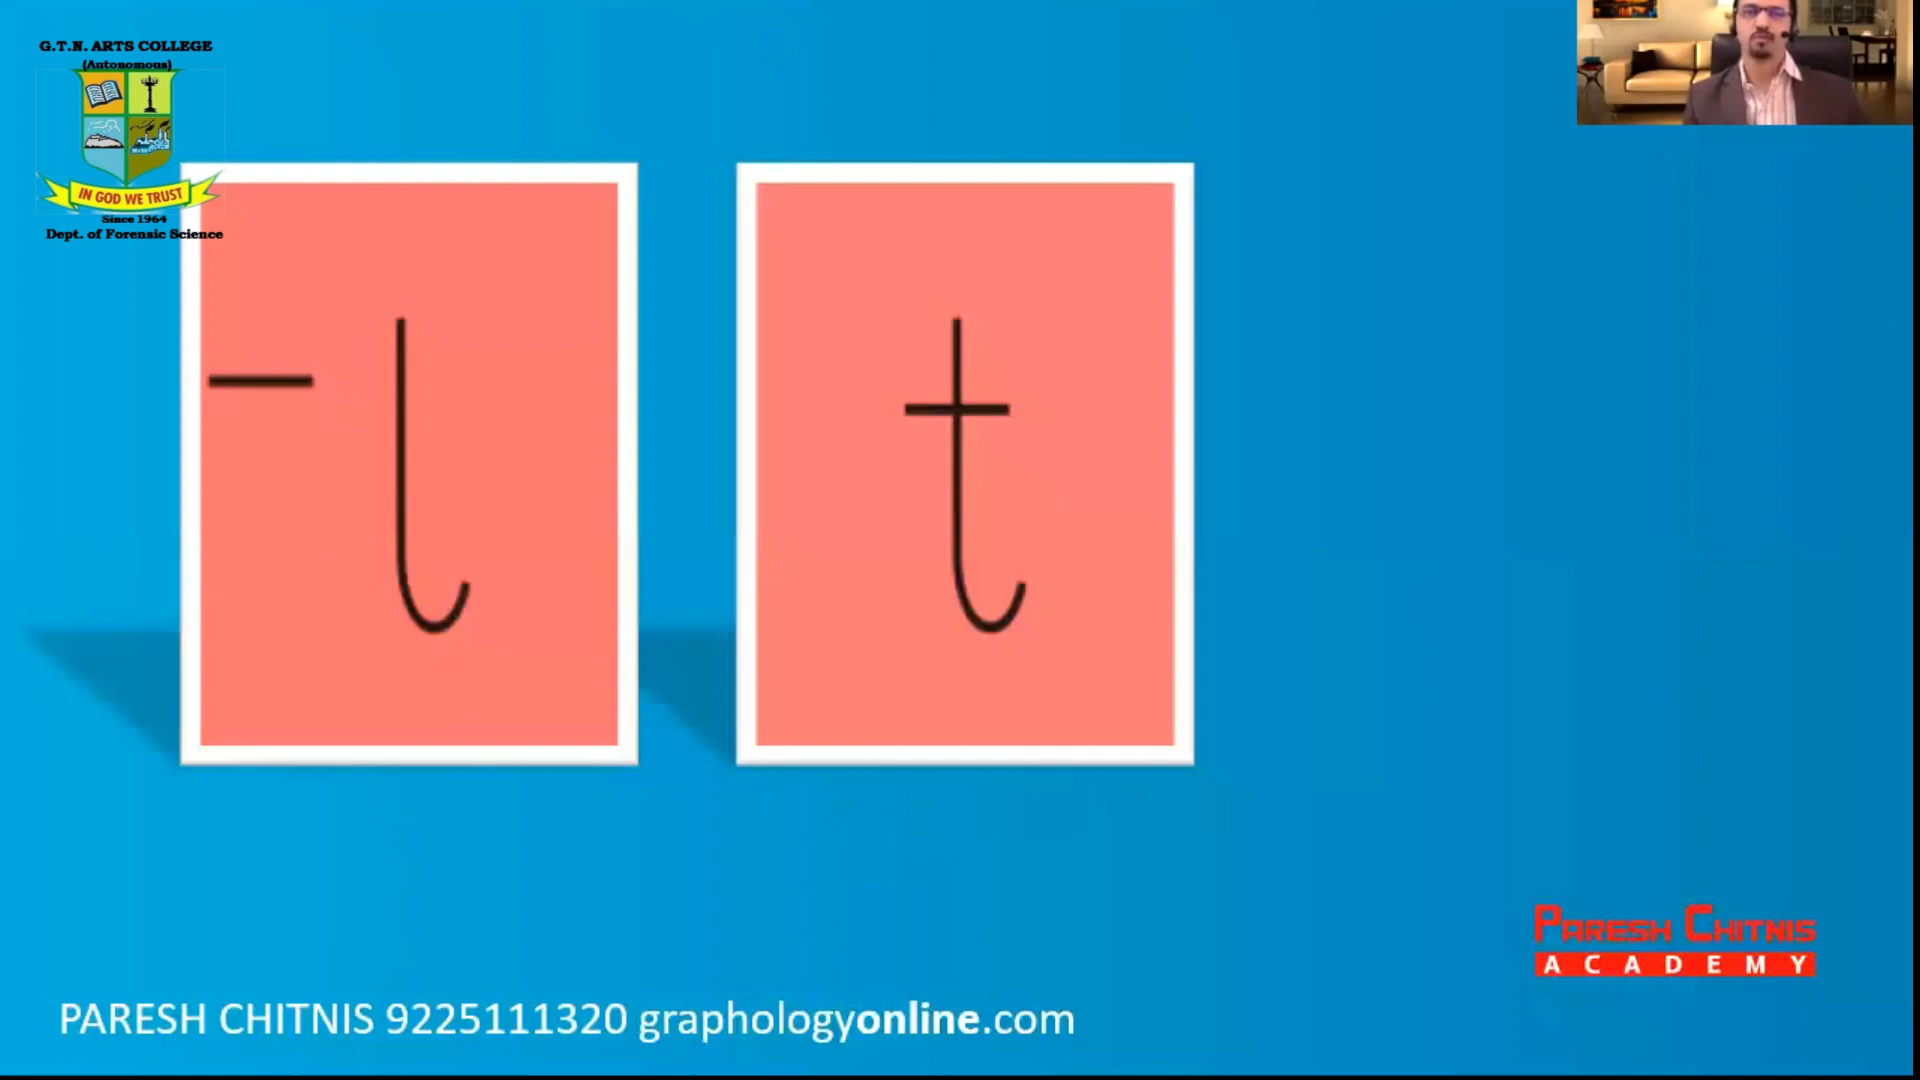 G.T.N. ARTS COLLEGE
(Autonomous)
IN GOD WE TRUST
Since 1964
Dept. of Forensic Science
t
PARESH CHITNIS
ACADEMY
PARESH CHITNIS 9225111320 graphologyonline.com